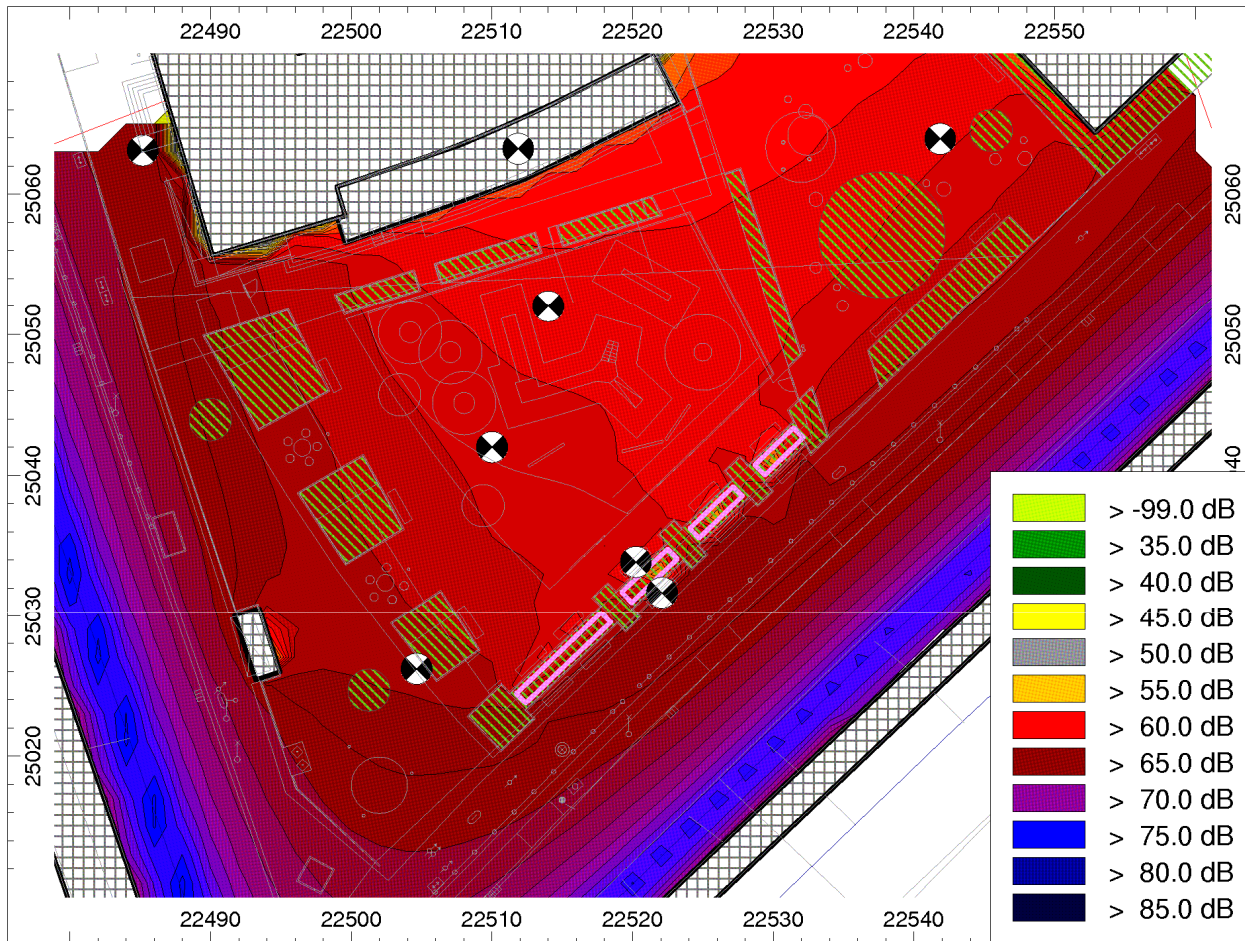 22490 22500 22510 22520 22530 22540 22550
25060 25060
25050 25050
25040 40
25030
25020
> -99.0 dB
> 35.0 dB
> 40.0 dB
> 45.0 dB
> 50.0 dB
> 55.0 dB
> 60.0 dB
> 65.0 dB
> 70.0 dB
> 75.0 dB
> 80.0 dB
> 85.0 dB
22490 22500 22510 22520 22530 22540